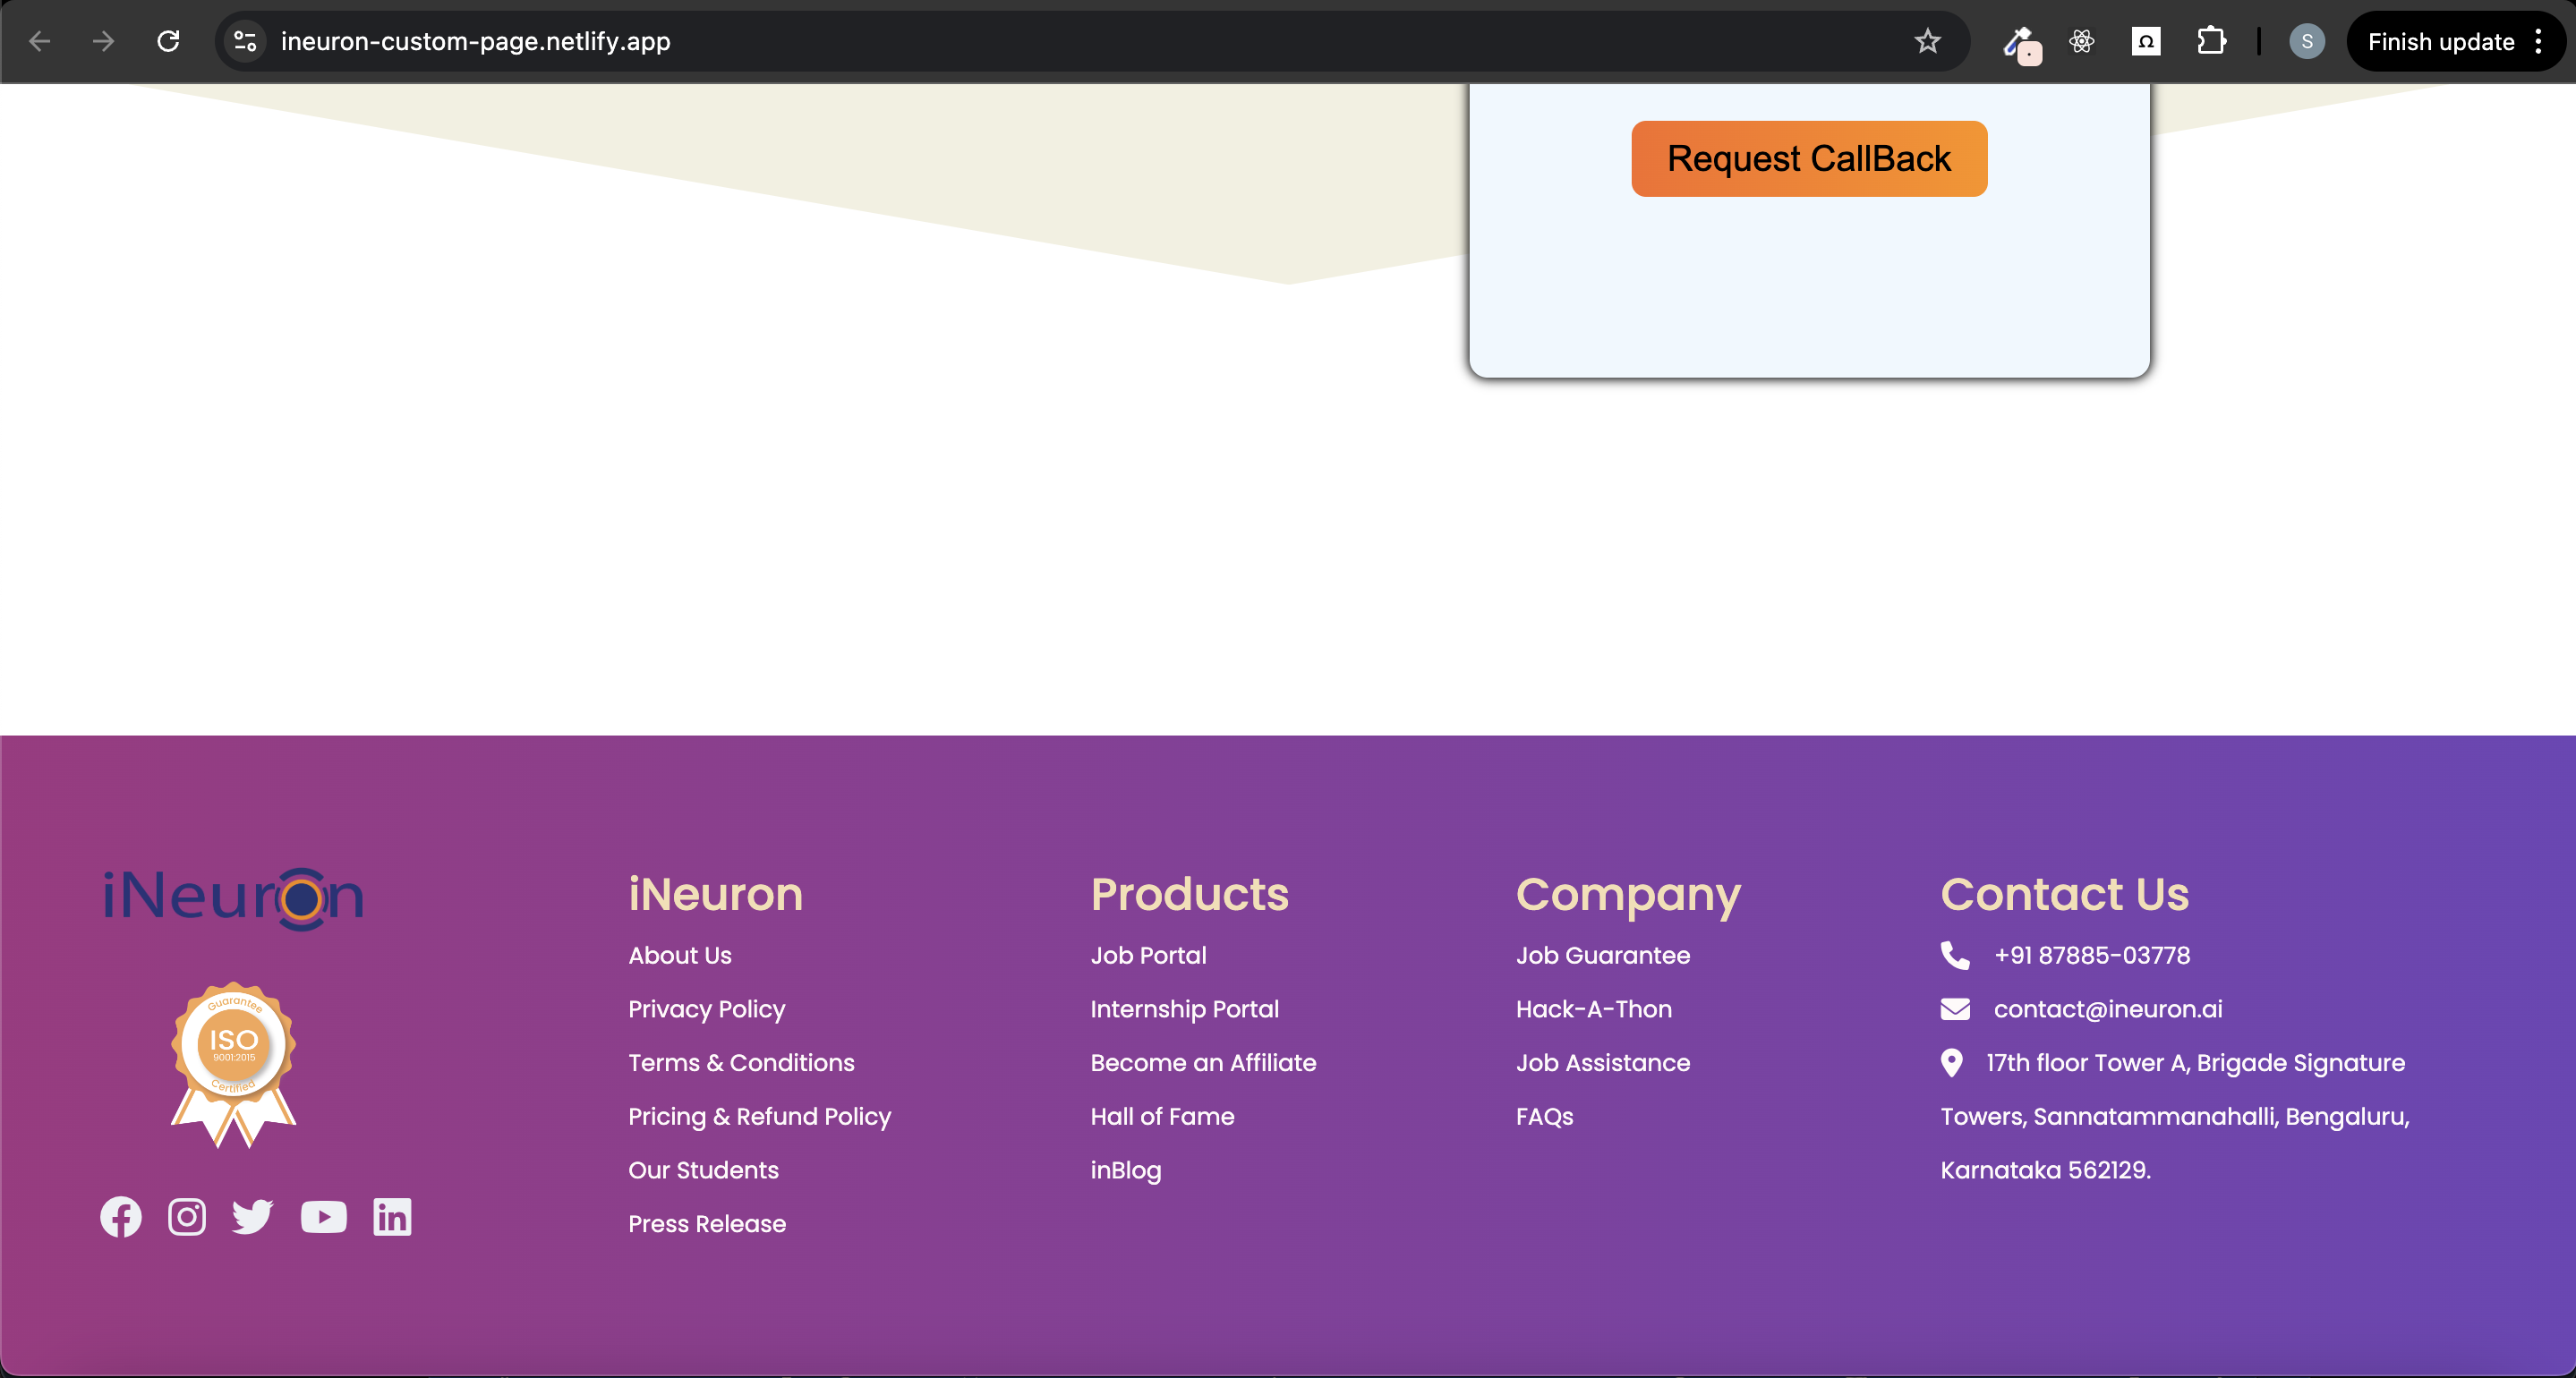 ineuron-custom-page.netlify.app
Ω
S
Finish update
Request CallBack
iNeuron
Guarantee
ISO
9001:2015
Certified
iNeuron
About Us
Privacy Policy
Terms & Conditions
Pricing & Refund Policy
Our Students
Press Release
Products
Job Portal
Internship Portal
Become an Affiliate
Hall of Fame
inBlog
Company
Job Guarantee
Hack-A-Thon
Job Assistance
FAQs
Contact Us
+91 87885-03778
contact@ineuron.ai
17th floor Tower A, Brigade Signature
Towers, Sannatammanahalli, Bengaluru,
Karnataka 562129.